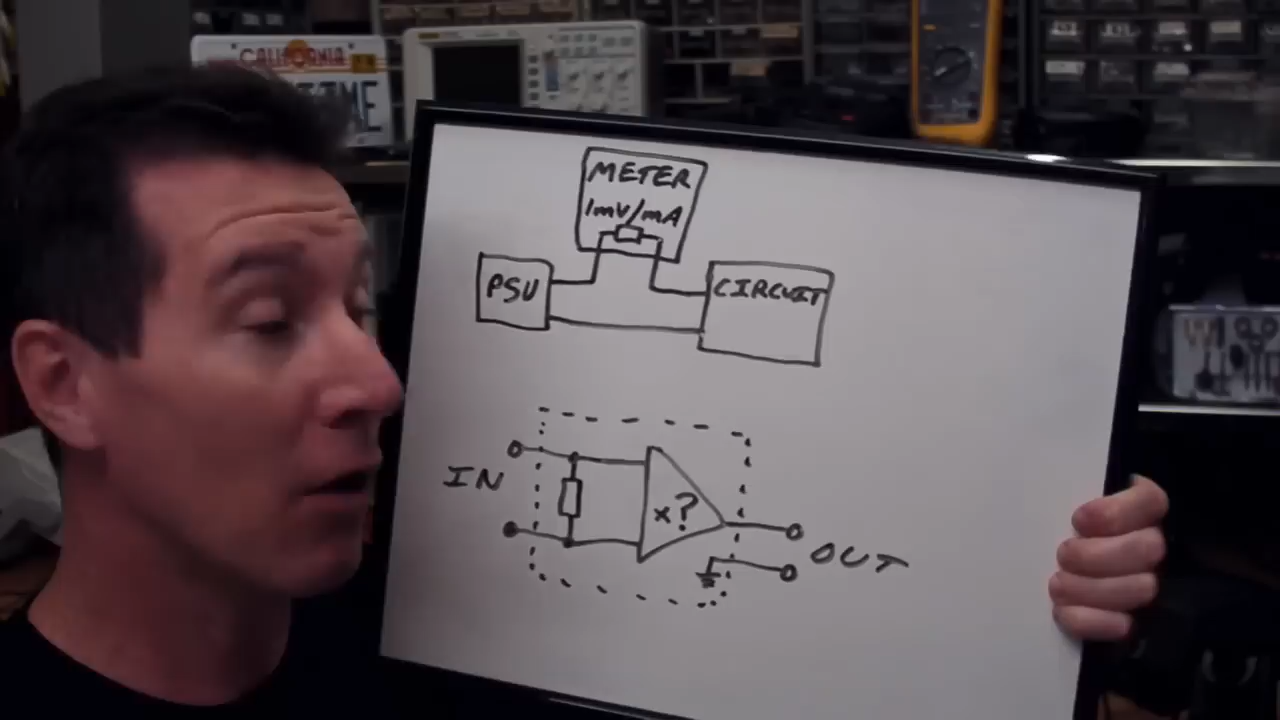 CALIFORNIA
METER
1mV/mA
PSU
CIRCUIT
IN
x?
OUT